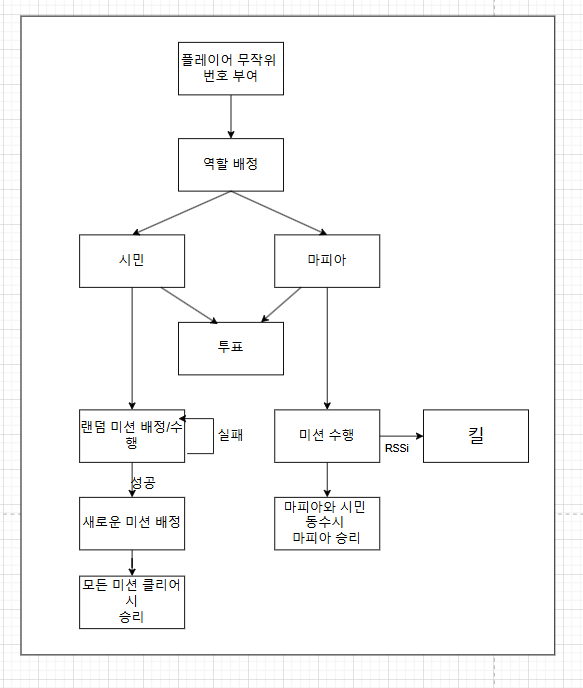 플레이어 무작위
번호 부여
역할 배정
시민
마피아
투표
랜덤 미션 배정/수
행
실패
미션 수행
RSSi
킬
성공
새로운 미션 배정
마피아와 시민
동수시
마피아 승리
모든 미션 클리어
시
승리